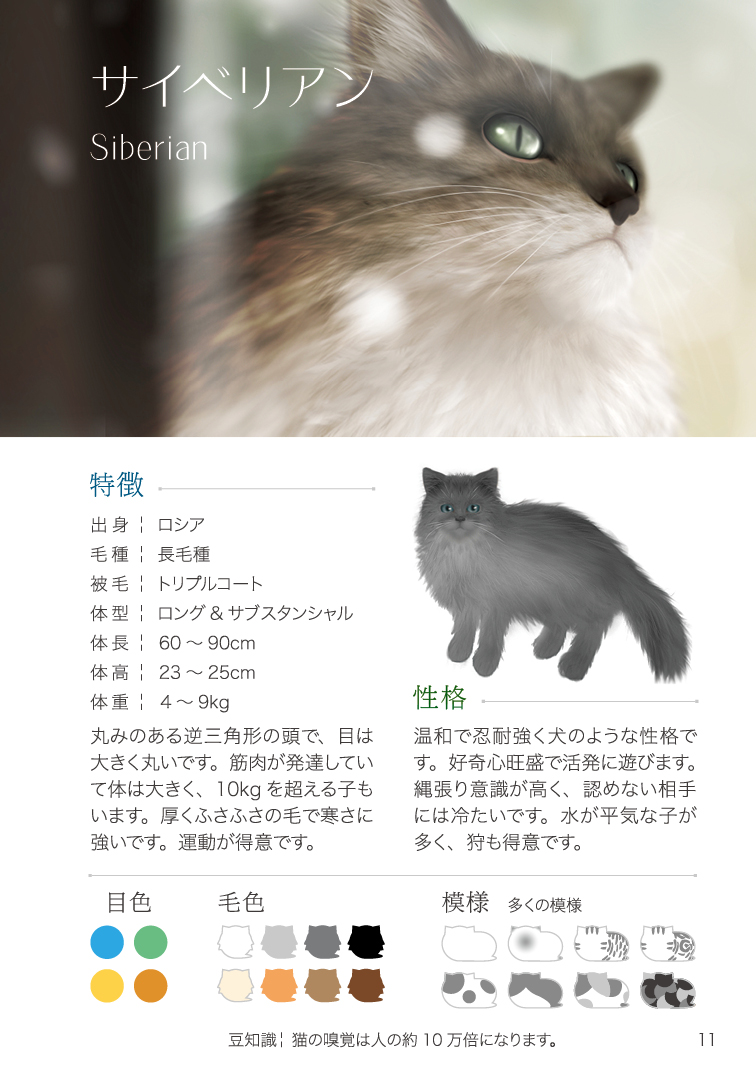 サイベリアン
Siberian
特徴
出身 ¦ ロシア
毛種 ¦ 長毛種
被毛 ¦ トリプルコート
体型 ¦ ロング & サブスタンシャル
体長 ¦ 60 ～ 90cm
体高 ¦ 23 ～ 25cm
体重 ¦ 4 ～ 9kg
丸みのある逆三角形の頭で、目は
大きく丸いです。筋肉が発達してい
て体は大きく、10kg を超える子も
います。厚くふさふさの毛で寒さに
強いです。運動が得意です。
性格
温和で忍耐強く犬のような性格で
す。好奇心旺盛で活発に遊びます。
縄張り意識が高く、認めない相手
には冷たいです。水が平気な子が
多く、狩も得意です。
目色
毛色
模様 多くの模様
豆知識 ¦ 猫の嗅覚は人の約 10 万倍になります。
11